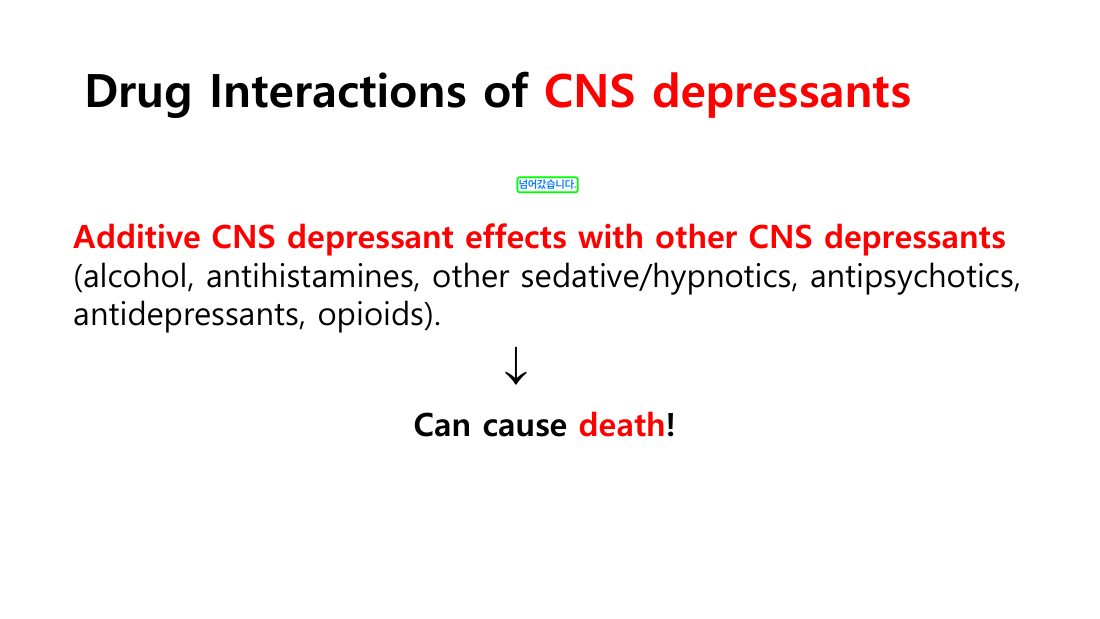 Drug Interactions of CNS depressants
넘어갔습니다.
Additive CNS depressant effects with other CNS depressants
(alcohol, antihistamines, other sedative/hypnotics, antipsychotics,
antidepressants, opioids).
↓
Can cause death!